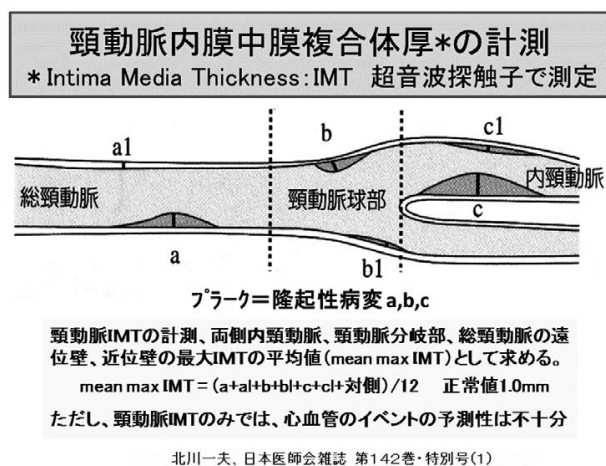 頸動脈内膜中膜複合体厚*の計測
*Intima Media Thickness:IMT 超音波探触子で測定
a1
b
c1
総頸動脈
頸動脈球部
内頸動脈
a
b1
c
プラーク=隆起性病変 a,b,c
頸動脈IMTの計測、両側内頸動脈、頸動脈分岐部、総頸動脈の遠
位壁、近位壁の最大IMTの平均値(mean max IMT)として求める。
mean max IMT=(a+al+b+bl+c+cl+対側)/12 正常値1.0mm
ただし、頸動脈IMTのみでは、心血管のイベントの予測性は不十分
北川一夫、日本医師会雑誌 第142巻・特別号(1)